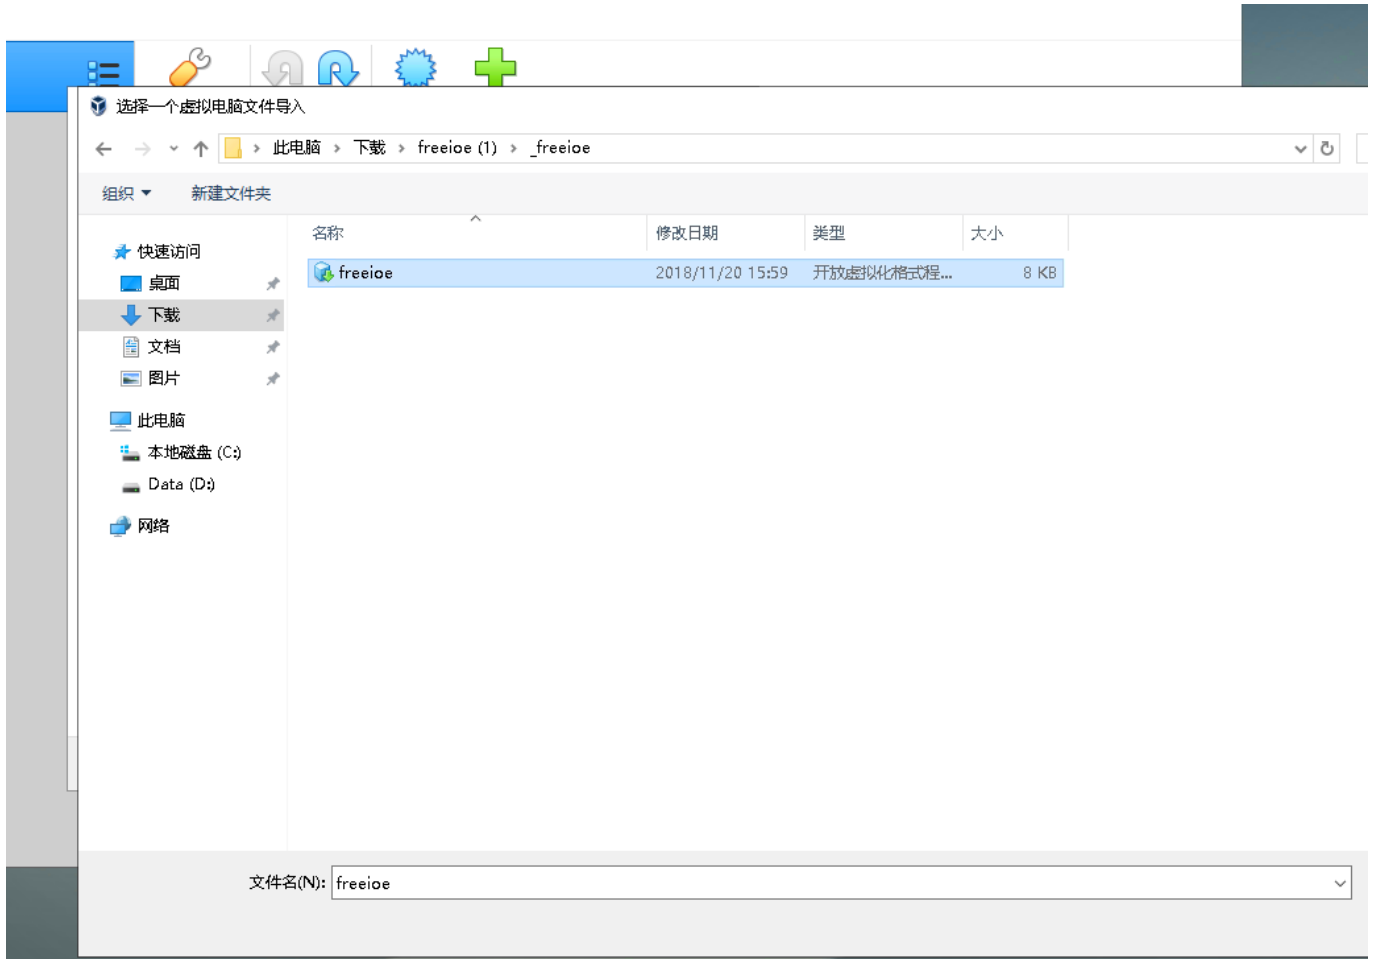 选择一个虚拟电脑文件导入
此电脑 › 下载 › freeioe (1) › _freeioe
组织 新建文件夹
名称 修改日期 类型 大小
freeioe 2018/11/20 15:59 开放虚拟化格式程... 8 KB
快速访问
桌面
下载
文档
图片
此电脑
本地磁盘 (C:)
Data (D:)
网络
文件名(N): freeioe